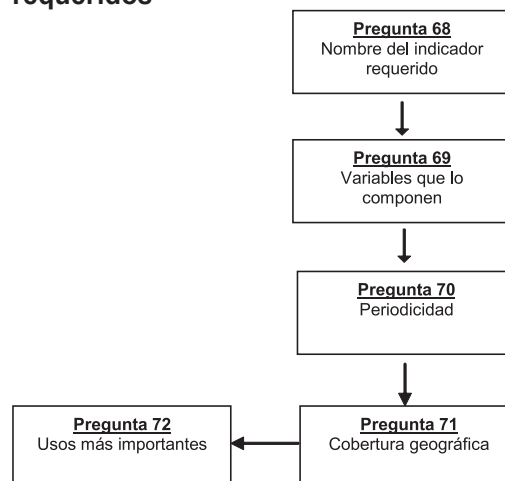 requeridos
Pregunta 68
Nombre del indicador
requerido
Pregunta 69
Variables que lo
componen
Pregunta 70
Periodicidad
Pregunta 71
Cobertura geográfica
Pregunta 72
Usos más importantes